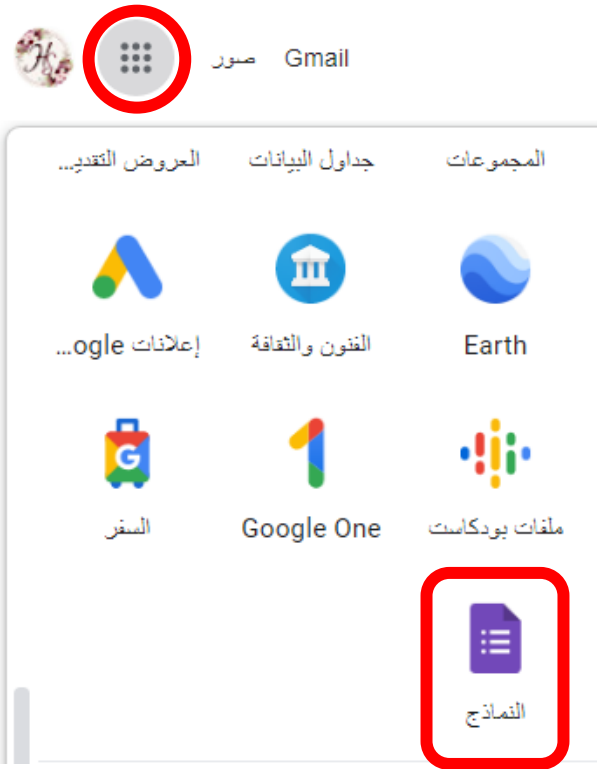 Gmail صور
المجموعات جداول البيانات العروض التقدي...
Earth الفنون والثقافة إعلانات ogle...
ملفات بودكاست Google One السفر
النماذج